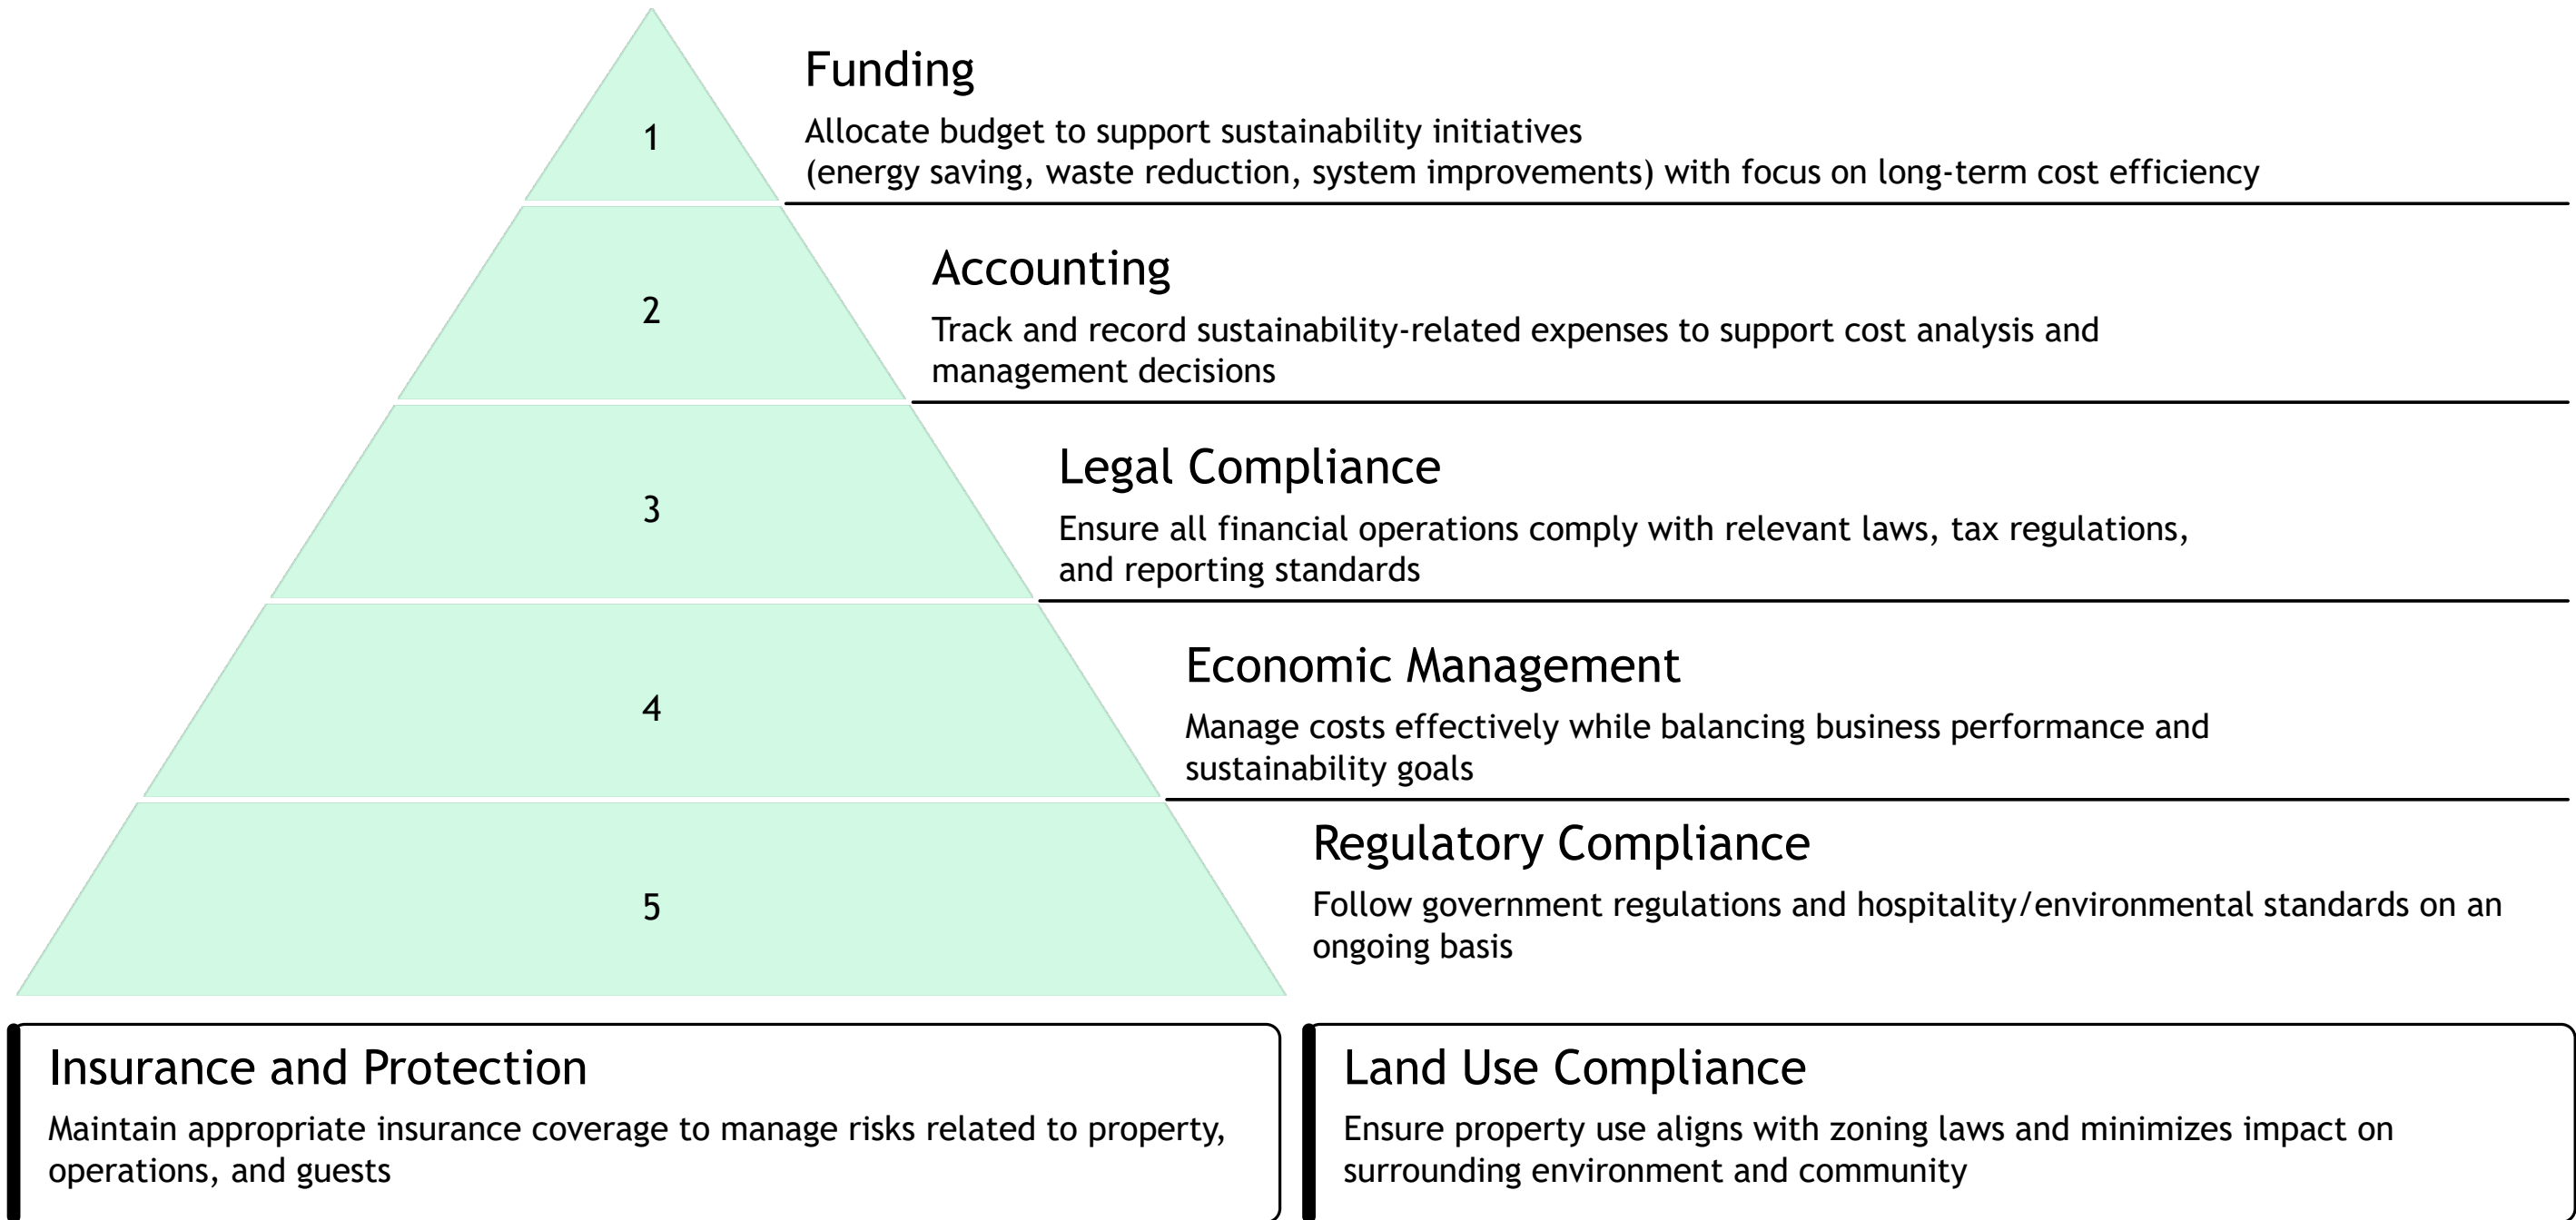 1
Funding
Allocate budget to support sustainability initiatives
(energy saving, waste reduction, system improvements) with focus on long-term cost efficiency
2
Accounting
Track and record sustainability-related expenses to support cost analysis and
management decisions
3
Legal Compliance
Ensure all financial operations comply with relevant laws, tax regulations,
and reporting standards
4
Economic Management
Manage costs effectively while balancing business performance and
sustainability goals
5
Regulatory Compliance
Follow government regulations and hospitality/environmental standards on an
ongoing basis
Insurance and Protection
Maintain appropriate insurance coverage to manage risks related to property,
operations, and guests
Land Use Compliance
Ensure property use aligns with zoning laws and minimizes impact on
surrounding environment and community